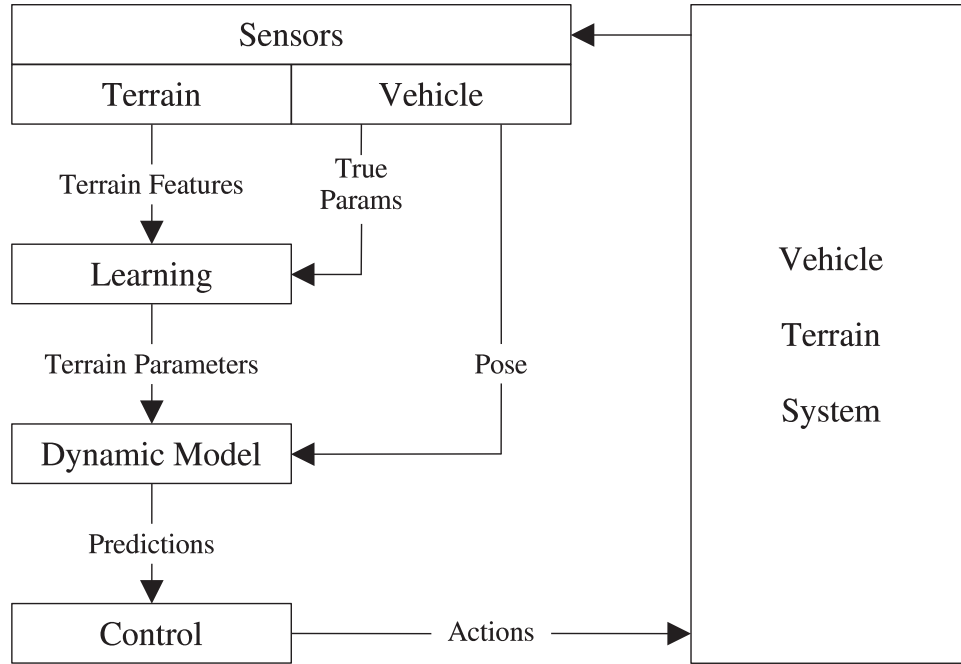 Sensors
Terrain
Vehicle
Terrain Features
True
Params
Learning
Terrain Parameters
Pose
Dynamic Model
Predictions
Control
Actions
Vehicle
Terrain
System